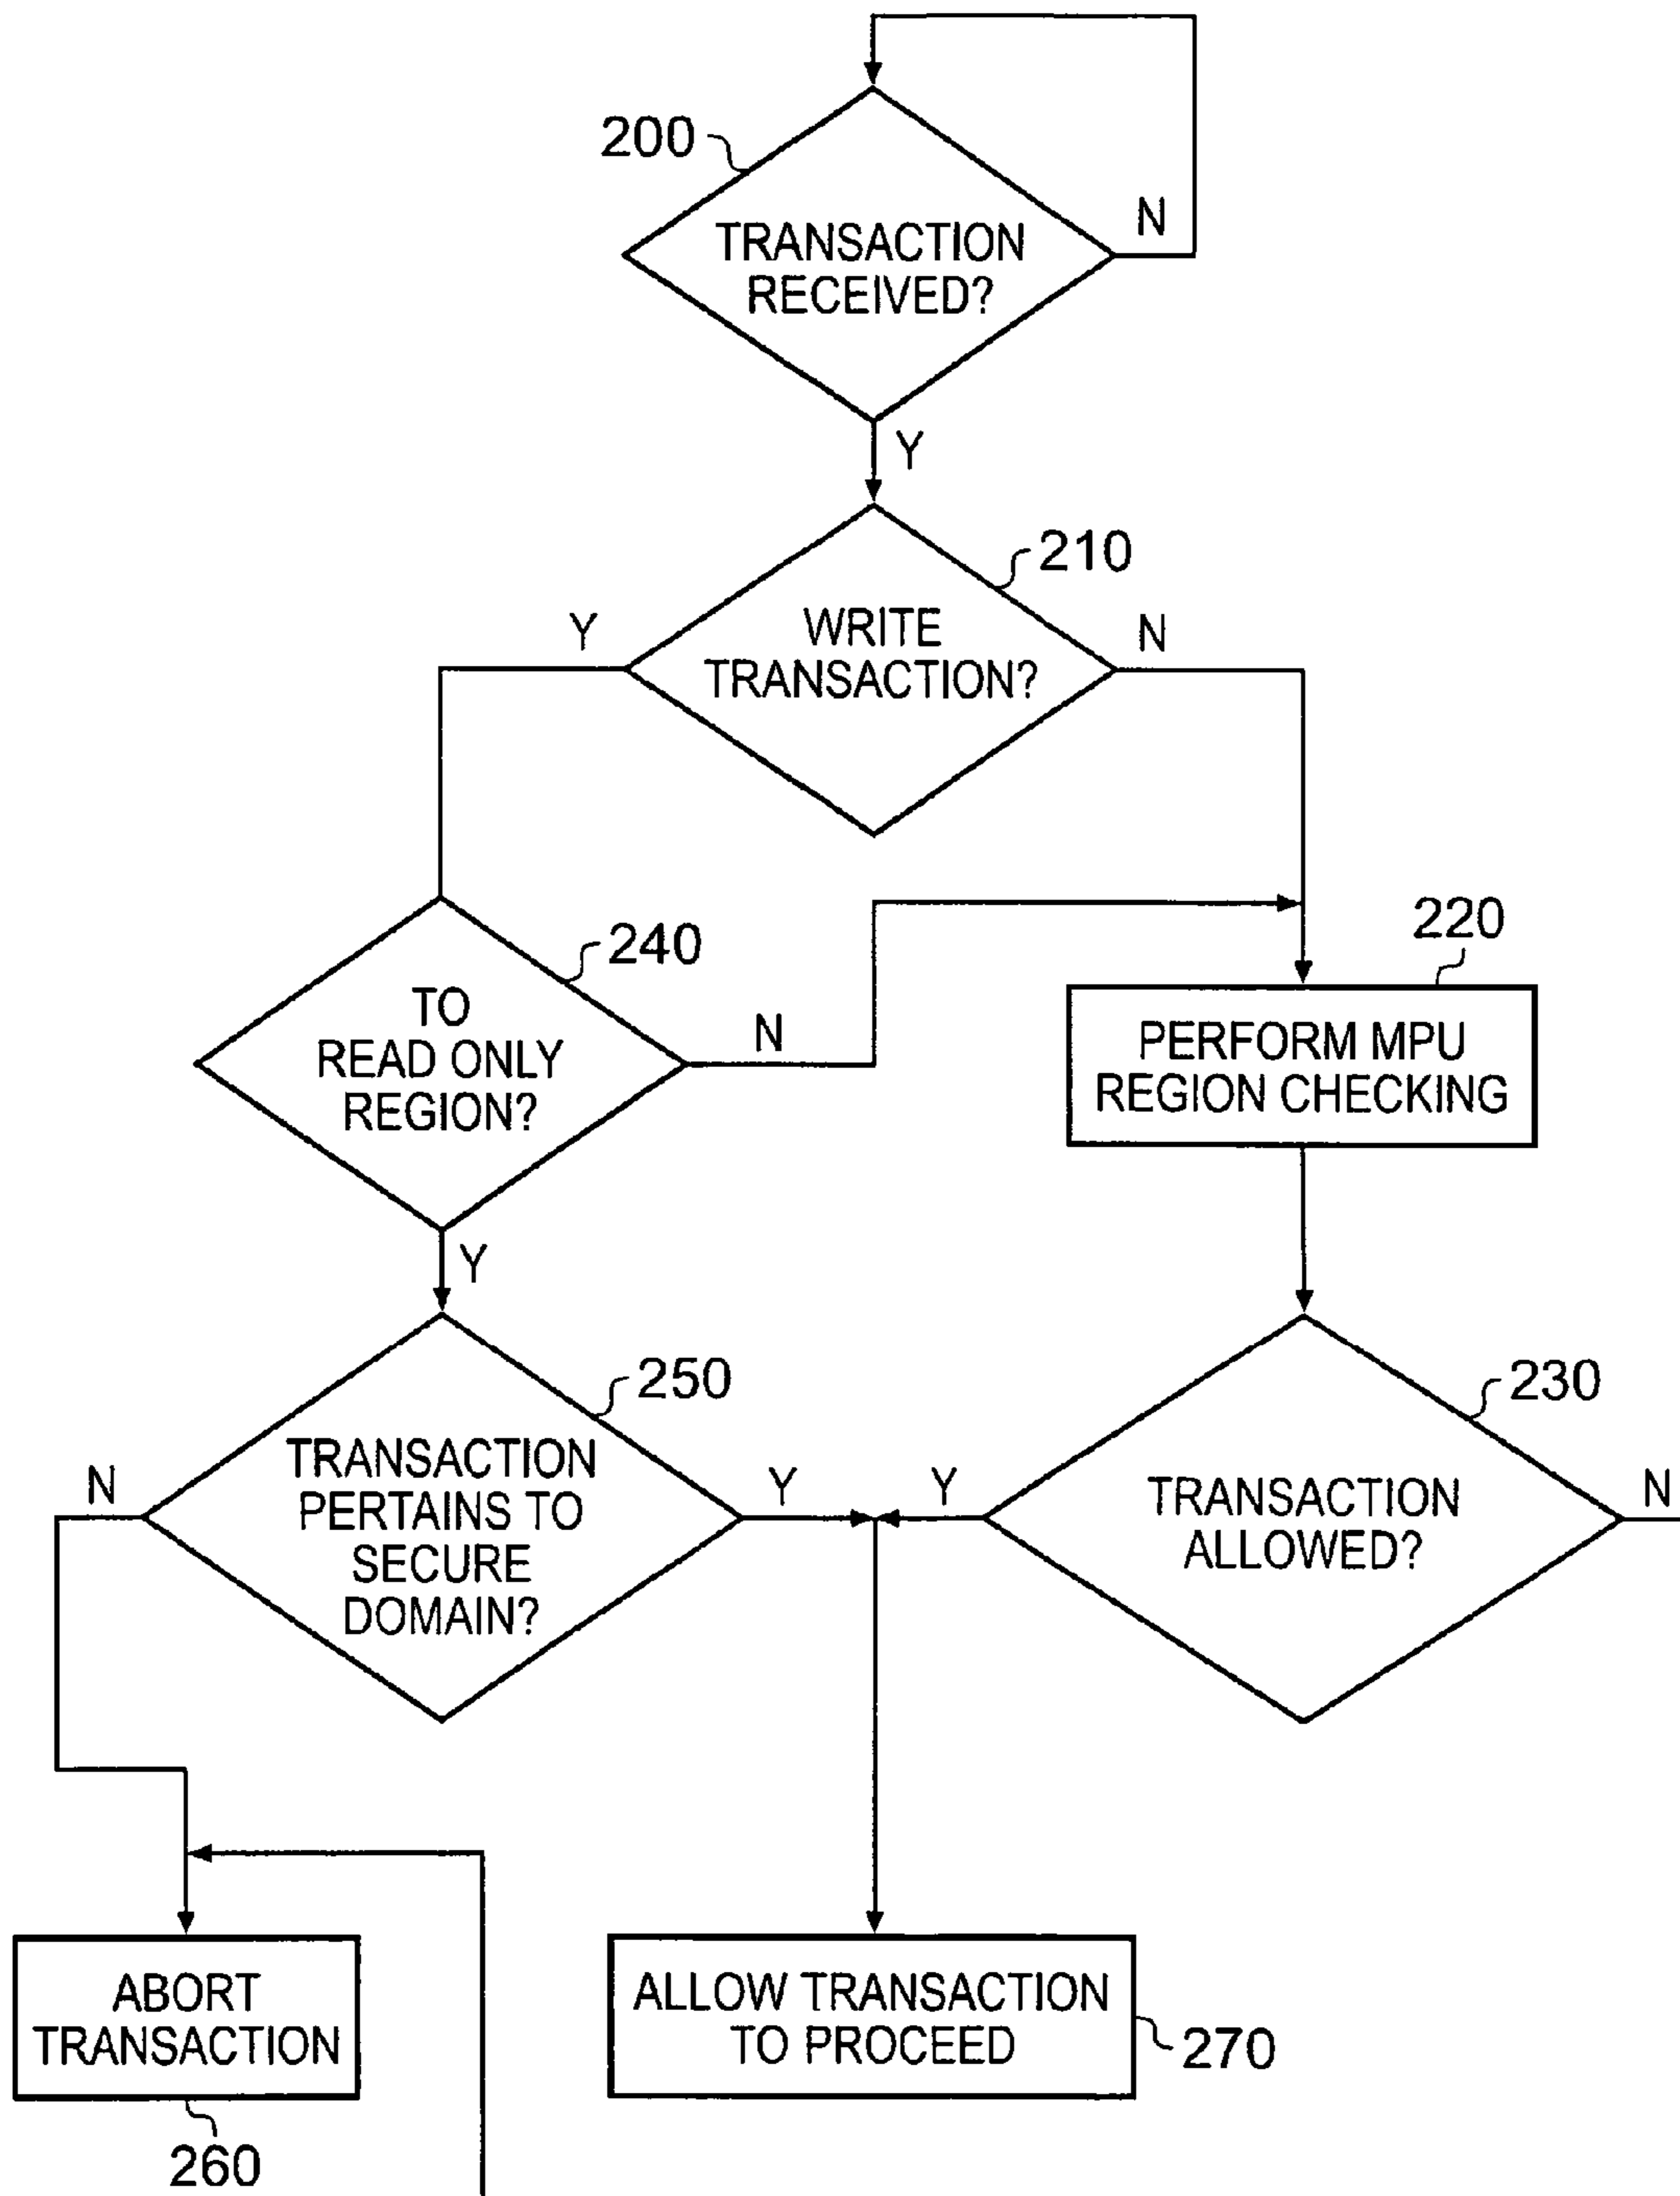 200
TRANSACTION
RECEIVED?
N
Y
210
WRITE
TRANSACTION?
Y
N
240
TO
READ ONLY
REGION?
N
Y
220
PERFORM MPU
REGION CHECKING
250
TRANSACTION
PERTAINS TO
SECURE
DOMAIN?
N
Y
230
TRANSACTION
ALLOWED?
Y
N
ABORT
TRANSACTION
260
ALLOW TRANSACTION
TO PROCEED
270